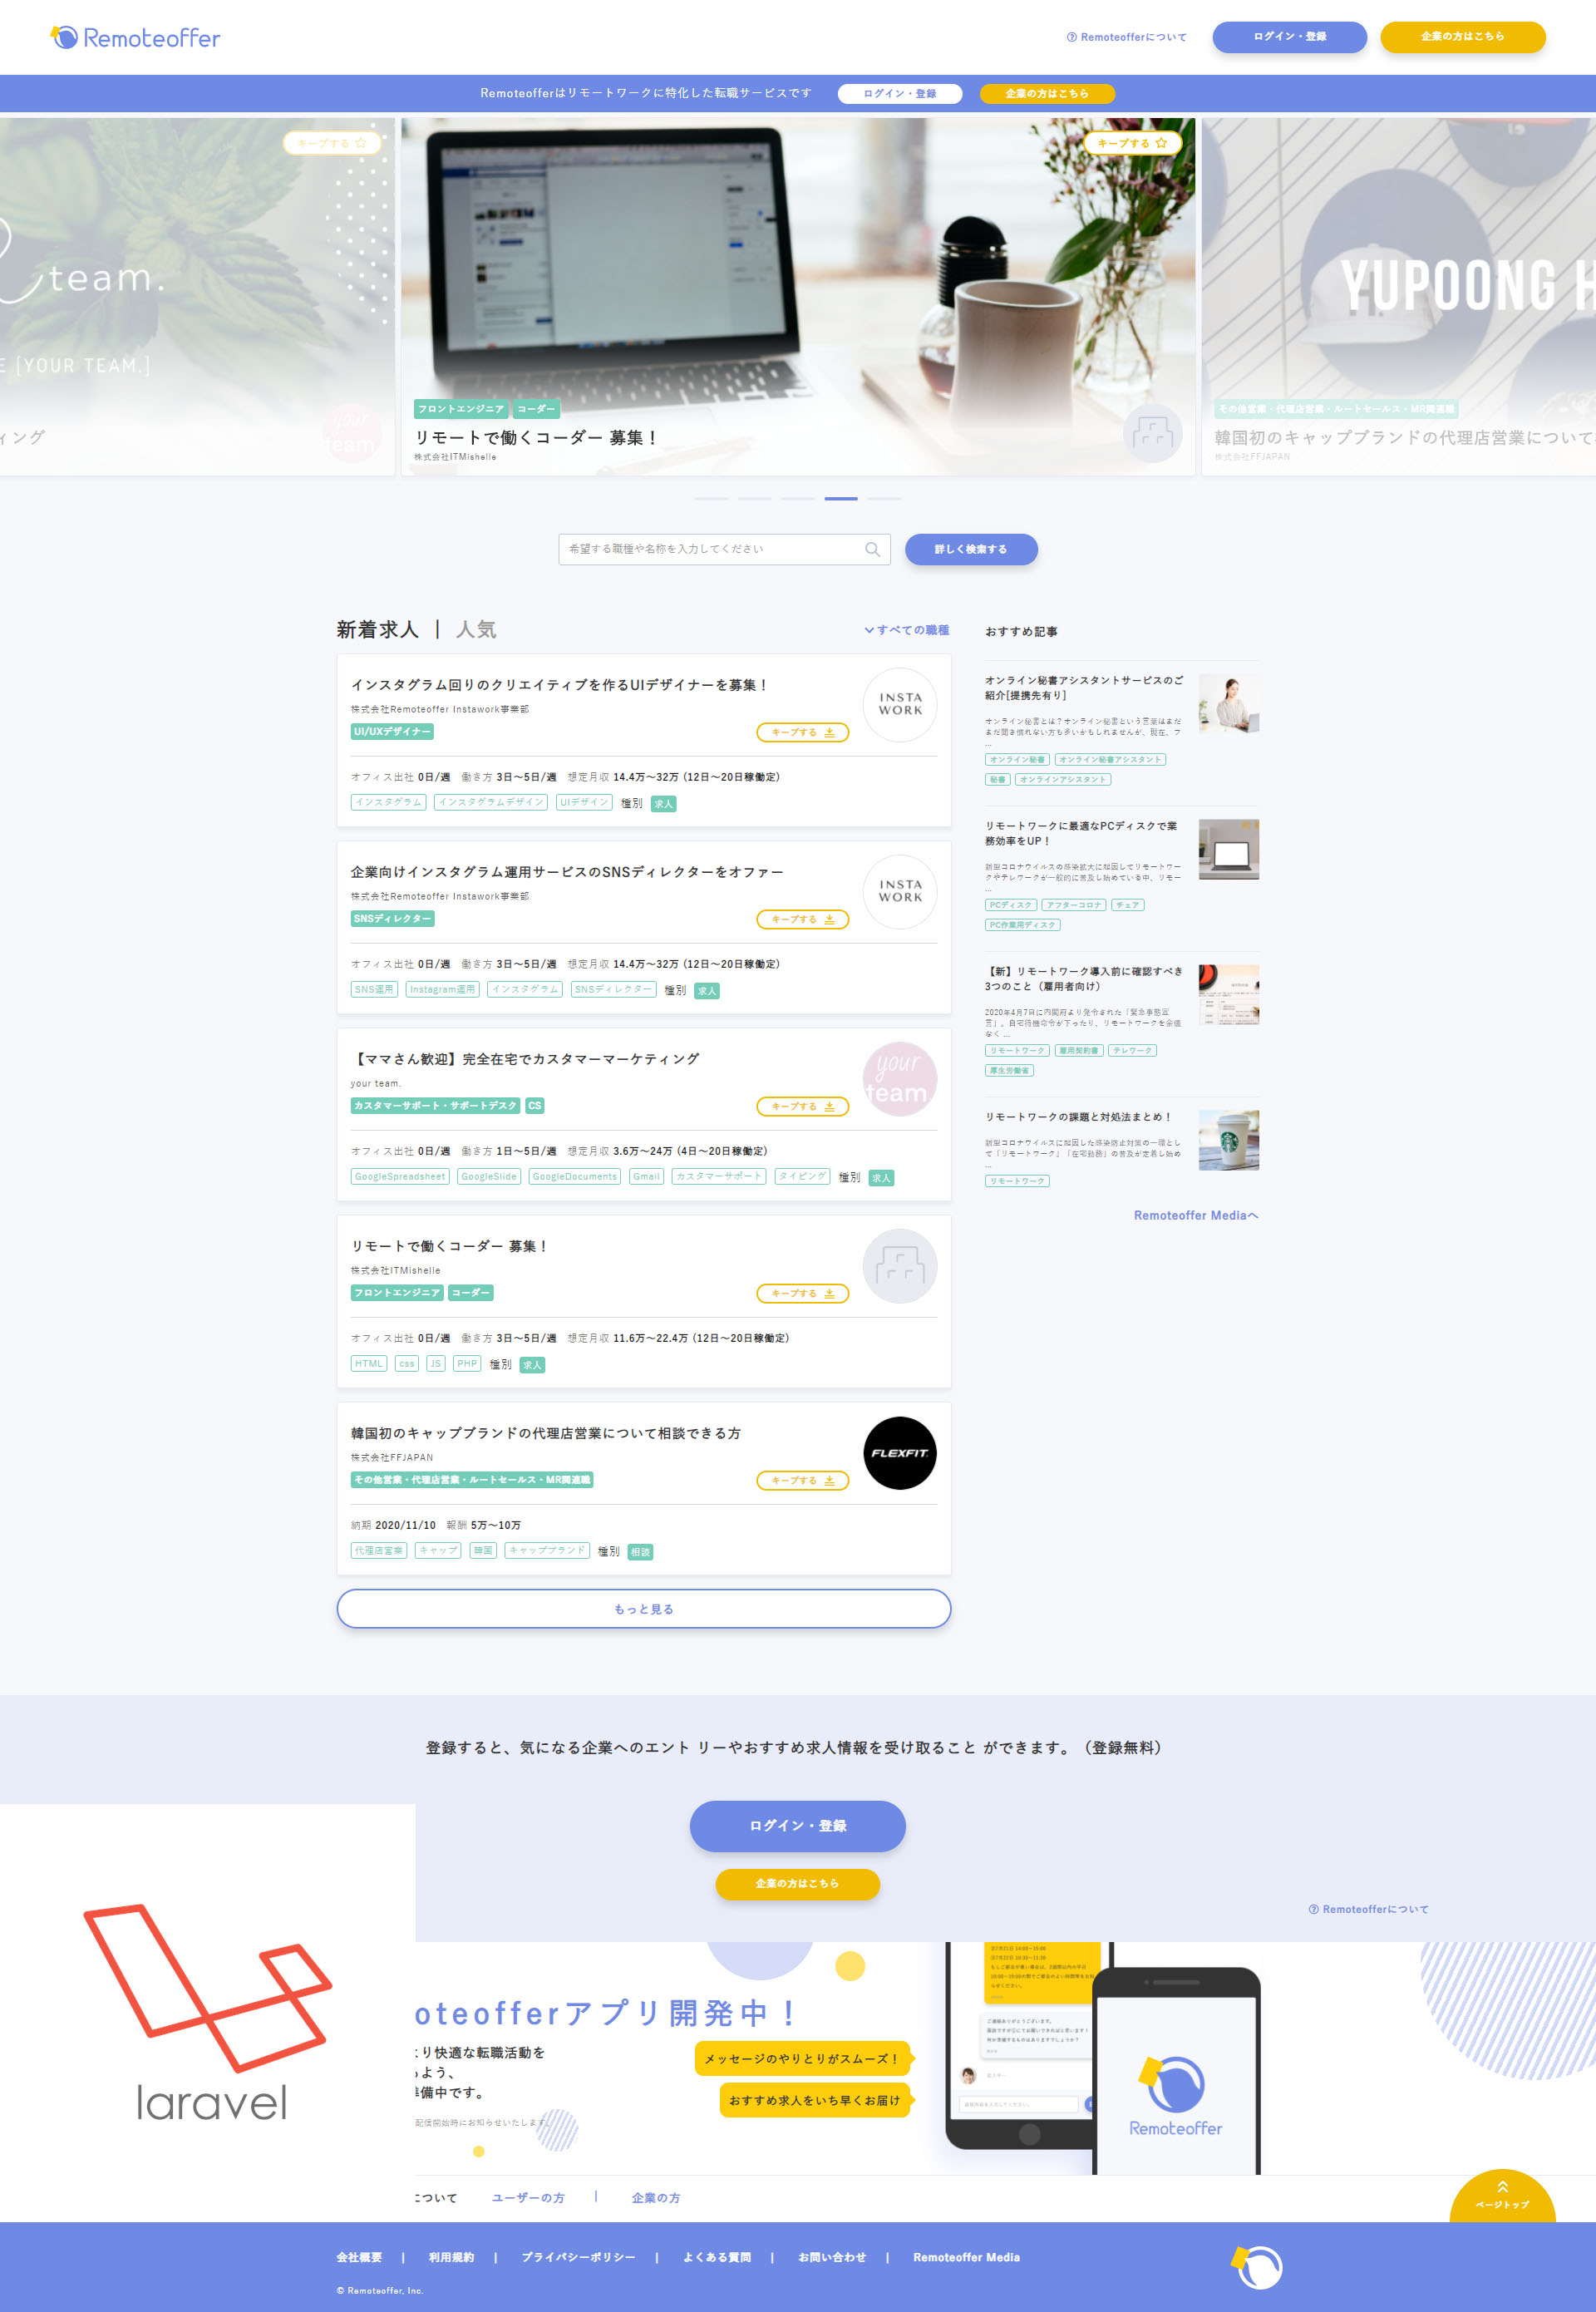 Remoteoffer
Remoteofferについて
ログイン・登録
企業の方はこちら
Remoteofferはリモートワークに特化した転職サービスです
ログイン・登録
企業の方はこちら
キープする
team.
E [YOUR TEAM.]
your
team
ィング
キープする
フロントエンジニア コーダー
リモートで働くコーダー 募集！
株式会社ITMishelle
YUPOONG H
その他営業・代理店営業・ルートセールス・MR関連職
韓国初のキャップブランドの代理店営業について
株式会社FFJAPAN
希望する職種や名称を入力してください
詳しく検索する
新着求人 | 人気
すべての職種
インスタグラム回りのクリエイティブを作るUIデザイナーを募集！
株式会社Remoteoffer Instawork事業部
UI/UXデザイナー
キープする
INSTA
WORK
オフィス出社 0日/週 働き方 3日〜5日/週 想定月収 14.4万〜32万 (12日〜20日稼働定)
インスタグラム インスタグラムデザイン UIデザイン 種別 求人
企業向けインスタグラム運用サービスのSNSディレクターをオファー
株式会社Remoteoffer Instawork事業部
SNSディレクター
キープする
INSTA
WORK
オフィス出社 0日/週 働き方 3日〜5日/週 想定月収 14.4万〜32万 (12日〜20日稼働定)
SNS運用 Instagram運用 インスタグラム SNSディレクター 種別 求人
【ママさん歓迎】完全在宅でカスタマーマーケティング
your team.
カスタマーサポート・サポートデスク CS
キープする
your
team
オフィス出社 0日/週 働き方 1日〜5日/週 想定月収 3.6万〜24万 (4日〜20日稼働定)
GoogleSpreadsheet GoogleSlide GoogleDocuments Gmail カスタマーサポート タイピング 種別 求人
リモートで働くコーダー 募集！
株式会社ITMishelle
フロントエンジニア コーダー
キープする
オフィス出社 0日/週 働き方 3日〜5日/週 想定月収 11.6万〜22.4万 (12日〜20日稼働定)
HTML css JS PHP 種別 求人
韓国初のキャップブランドの代理店営業について相談できる方
株式会社FFJAPAN
その他営業・代理店営業・ルートセールス・MR関連職
キープする
FLEXFIT.
納期 2020/11/10 報酬 5万〜10万
代理店営業 キャップ 韓国 キャップブランド 種別 相談
もっと見る
おすすめ記事
オンライン秘書アシスタントサービスのご
紹介[提携先有り]
オンライン秘書とは？オンライン秘書という言葉はまだ
まだ聞き慣れない方も多いかもしれませんが、現在、フ
...
オンライン秘書 オンライン秘書アシスタント
秘書 オンラインアシスタント
リモートワークに最適なPCディスクで業
務効率をUP！
新型コロナウイルスの感染拡大に起因してリモートワー
クやテレワークが一般的に普及し始めている中、リモー
...
PCディスク アフターコロナ チェア
PC作業用ディスク
【新】リモートワーク導入前に確認すべき
3つのこと（雇用者向け）
2020年4月7日に内閣府より発令された「緊急事態宣
言」。自宅待機命令が下ったり、リモートワークを余儀
なく ...
リモートワーク 雇用契約書 テレワーク
厚生労働省
リモートワークの課題と対処法まとめ！
新型コロナウイルスに起因した感染防止対策の一環とし
て「リモートワーク」「在宅勤務」の普及が定着し始め
...
リモートワーク
Remoteoffer Mediaへ
登録すると、気になる企業へのエント リーやおすすめ求人情報を受け取ること ができます。（登録無料）
ログイン・登録
企業の方はこちら
Remoteofferについて
laravel
oteofferアプリ開発中！
り快適な転職活動を
よう、
備中です。
配信開始時にお知らせいたします。
メッセージのやりとりがスムーズ！
おすすめ求人をいち早くお届け
Remoteoffer
について ユーザーの方 | 企業の方
ページトップ
会社概要 | 利用規約 | プライバシーポリシー | よくある質問 | お問い合わせ | Remoteoffer Media
© Remoteoffer, Inc.